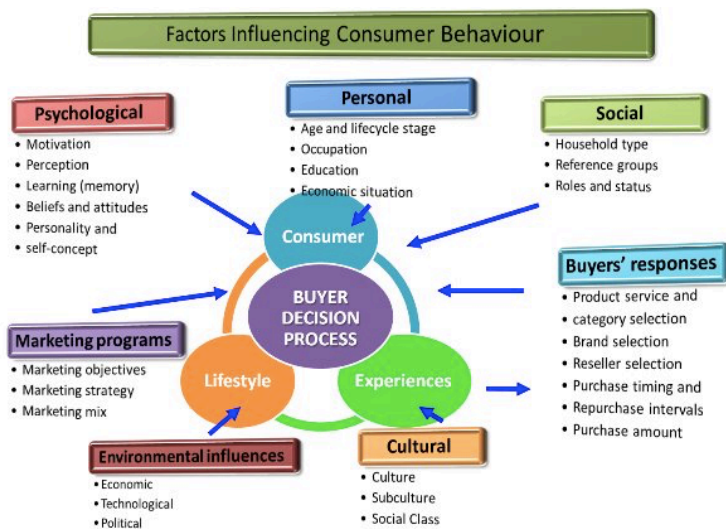 Factors Influencing Consumer Behaviour
Psychological
• Motivation
• Perception
• Learning (memory)
• Beliefs and attitudes
• Personality and
• self-concept
Personal
• Age and lifecycle stage
• Occupation
• Education
• Economic situation
Social
• Household type
• Reference groups
• Roles and status
Consumer
BUYER
DECISION
PROCESS
Lifestyle
Experiences
Buyers' responses
• Product service and
• category selection
• Brand selection
• Reseller selection
• Purchase timing and
• Repurchase intervals
• Purchase amount
Marketing programs
• Marketing objectives
• Marketing strategy
• Marketing mix
Environmental influences
• Economic
• Technological
• Political
Cultural
• Culture
• Subculture
• Social Class